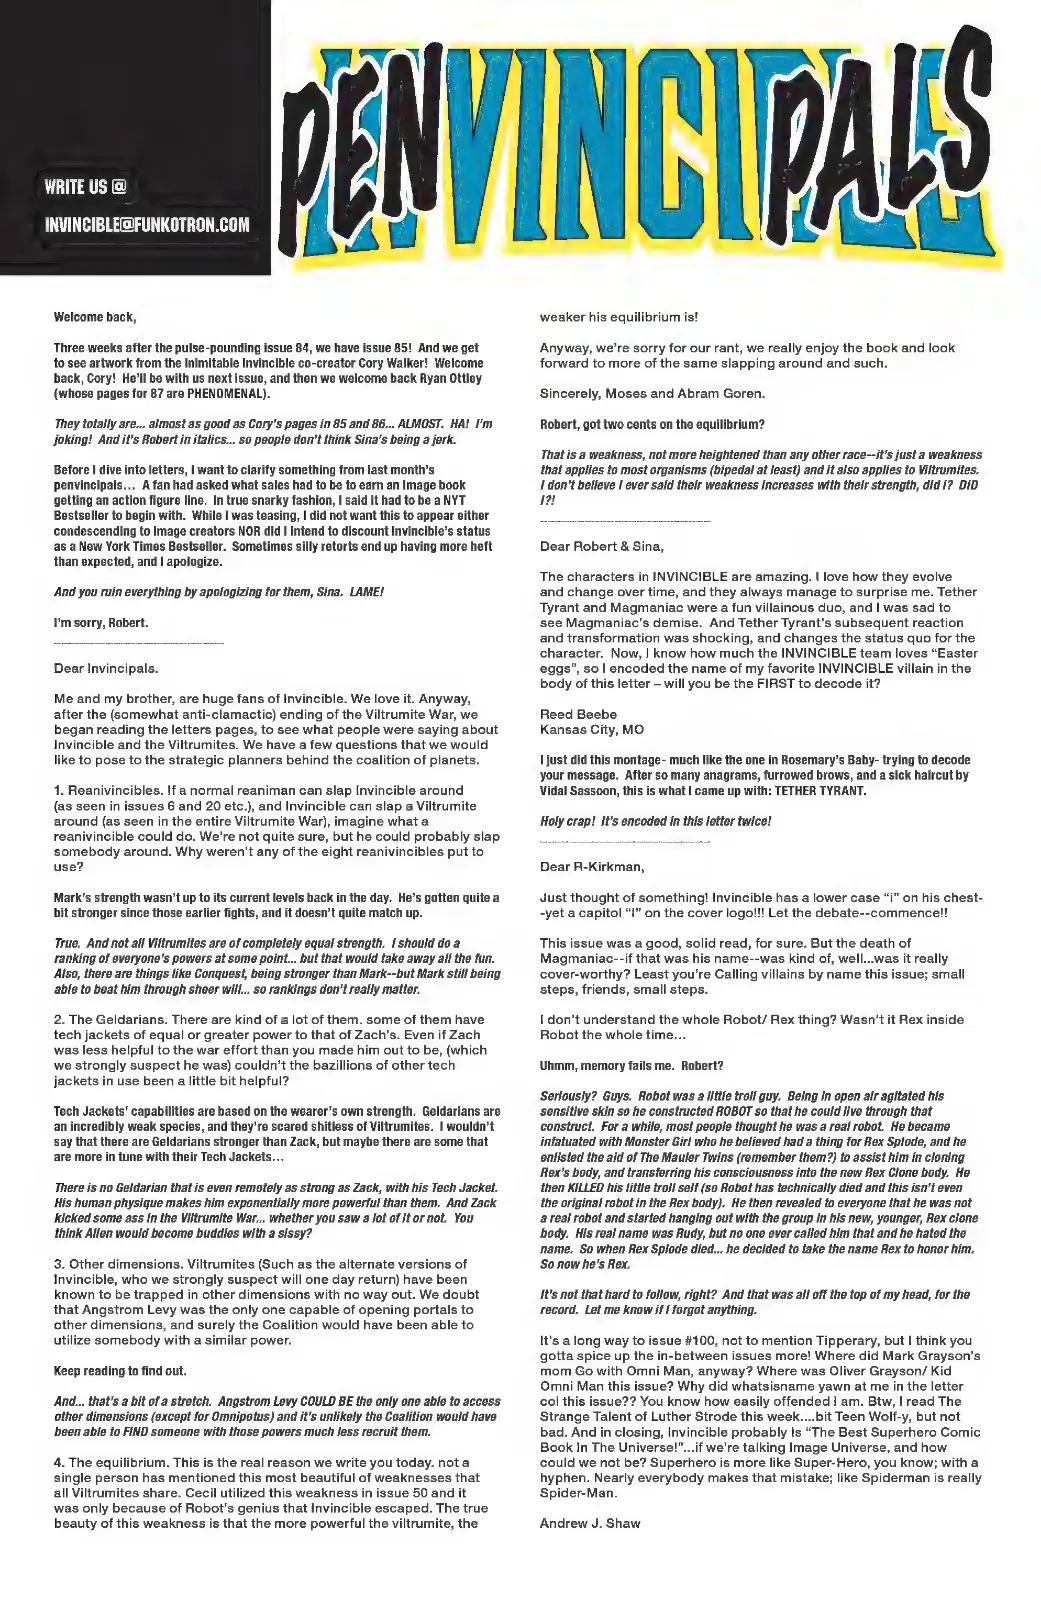 WRITE US @
INVINCIBLE@FUNKOTRON.COM
PENVINCIPALS
Welcome back,
Three weeks after the pulse-pounding issue 84, we have issue 85!  And we get
to see artwork from the inimitable Invincible co-creator Cory Walker!  Welcome
back, Cory!  He'll be with us next issue, and then we welcome back Ryan Ottley
(whose pages for 87 are PHENOMENAL).
They totally are... almost as good as Cory's pages in 85 and 86... ALMOST.  HA!  I'm
joking!  And it's Robert in italics... so people don't think Sina's being a jerk.
Before I dive into letters, I want to clarify something from last month's
penvincipals…  A fan had asked what sales had to be to earn an Image book
getting an action figure line.  In true snarky fashion, I said it had to be a NYT
Bestseller to begin with.  While I was teasing, I did not want this to appear either
condescending to Image creators NOR did I intend to discount Invincible's status
as a New York Times Bestseller.  Sometimes silly retorts end up having more heft
than expected, and I apologize.
And you ruin everything by apologizing for them, Sina.  LAME!
I'm sorry, Robert.
Dear Invincipals.
Me and my brother, are huge fans of Invincible. We love it. Anyway,
after the (somewhat anti-clamactic) ending of the Viltrumite War, we
began reading the letters pages, to see what people were saying about
Invincible and the Viltrumites. We have a few questions that we would
like to pose to the strategic planners behind the coalition of planets.
1. Reanivincibles. If a normal reaniman can slap Invincible around
(as seen in issues 6 and 20 etc.), and Invincible can slap a Viltrumite
around (as seen in the entire Viltrumite War), imagine what a
reanivincible could do. We're not quite sure, but he could probably slap
somebody around. Why weren't any of the eight reanivincibles put to
use?
Mark's strength wasn't up to its current levels back in the day.  He's gotten quite a
bit stronger since those earlier fights, and it doesn't quite match up.
True.  And not all Viltrumites are of completely equal strength.  I should do a
ranking of everyone's powers at some point... but that would take away all the fun.
Also, there are things like Conquest, being stronger than Mark--but Mark still being
able to beat him through sheer will... so rankings don't really matter.
2. The Geldarians. There are kind of a lot of them. some of them have
tech jackets of equal or greater power to that of Zach's. Even if Zach
was less helpful to the war effort than you made him out to be, (which
we strongly suspect he was) couldn't the bazillions of other tech
jackets in use been a little bit helpful?
Tech Jackets' capabilities are based on the wearer's own strength.  Geldarians are
an incredibly weak species, and they're scared shitless of Viltrumites.  I wouldn't
say that there are Geldarians stronger than Zack, but maybe there are some that
are more in tune with their Tech Jackets…
There is no Geldarian that is even remotely as strong as Zack, with his Tech Jacket.
His human physique makes him exponentially more powerful than them.  And Zack
kicked some ass in the Viltrumite War... whether you saw a lot of it or not.  You
think Allen would become buddies with a sissy?
3. Other dimensions. Viltrumites (Such as the alternate versions of
Invincible, who we strongly suspect will one day return) have been
known to be trapped in other dimensions with no way out. We doubt
that Angstrom Levy was the only one capable of opening portals to
other dimensions, and surely the Coalition would have been able to
utilize somebody with a similar power.
Keep reading to find out.
And... that's a bit of a stretch.  Angstrom Levy COULD BE the only one able to access
other dimensions (except for Omnipotus) and it's unlikely the Coalition would have
been able to FIND someone with those powers much less recruit them.
4. The equilibrium. This is the real reason we write you today. not a
single person has mentioned this most beautiful of weaknesses that
all Viltrumites share. Cecil utilized this weakness in issue 50 and it
was only because of Robot's genius that Invincible escaped. The true
beauty of this weakness is that the more powerful the viltrumite, the
weaker his equilibrium is!
Anyway, we're sorry for our rant, we really enjoy the book and look
forward to more of the same slapping around and such.
Sincerely, Moses and Abram Goren.
Robert, got two cents on the equilibrium?
That is a weakness, not more heightened than any other race--it's just a weakness
that applies to most organisms (bipedal at least) and it also applies to Viltrumites.
I don't believe I ever said their weakness increases with their strength, did I?  DID
I?!
Dear Robert & Sina,
The characters in INVINCIBLE are amazing. I love how they evolve
and change over time, and they always manage to surprise me. Tether
Tyrant and Magmaniac were a fun villainous duo, and I was sad to
see Magmaniac's demise.  And Tether Tyrant's subsequent reaction
and transformation was shocking, and changes the status quo for the
character.  Now, I know how much the INVINCIBLE team loves "Easter
eggs", so I encoded the name of my favorite INVINCIBLE villain in the
body of this letter – will you be the FIRST to decode it?
Reed Beebe
Kansas City, MO
I just did this montage- much like the one in Rosemary's Baby- trying to decode
your message.  After so many anagrams, furrowed brows, and a sick haircut by
Vidal Sassoon, this is what I came up with: TETHER TYRANT.
Holy crap!  It's encoded in this letter twice!
Dear R-Kirkman,
Just thought of something! Invincible has a lower case "i" on his chest-
-yet a capitol "I" on the cover logo!!! Let the debate--commence!!
This issue was a good, solid read, for sure. But the death of
Magmaniac--if that was his name--was kind of, well...was it really
cover-worthy? Least you're Calling villains by name this issue; small
steps, friends, small steps.
I don't understand the whole Robot/ Rex thing? Wasn't it Rex inside
Robot the whole time...
Uhmm, memory fails me.  Robert?
Seriously?  Guys.  Robot was a little troll guy.  Being in open air agitated his
sensitive skin so he constructed ROBOT so that he could live through that
construct.  For a while, most people thought he was a real robot.  He became
infatuated with Monster Girl who he believed had a thing for Rex Splode, and he
enlisted the aid of The Mauler Twins (remember them?) to assist him in cloning
Rex's body, and transferring his consciousness into the new Rex Clone body.  He
then KILLED his little troll self (so Robot has technically died and this isn't even
the original robot in the Rex body).  He then revealed to everyone that he was not
a real robot and started hanging out with the group in his new, younger, Rex clone
body.  His real name was Rudy, but no one ever called him that and he hated the
name.  So when Rex Splode died... he decided to take the name Rex to honor him.
So now he's Rex.
It's not that hard to follow, right?  And that was all off the top of my head, for the
record.  Let me know if I forgot anything.
It's a long way to issue #100, not to mention Tipperary, but I think you
gotta spice up the in-between issues more! Where did Mark Grayson's
mom Go with Omni Man, anyway? Where was Oliver Grayson/ Kid
Omni Man this issue? Why did whatsisname yawn at me in the letter
col this issue?? You know how easily offended I am. Btw, I read The
Strange Talent of Luther Strode this week....bit Teen Wolf-y, but not
bad. And in closing, Invincible probably Is "The Best Superhero Comic
Book In The Universe!"...if we're talking Image Universe, and how
could we not be? Superhero is more like Super-Hero, you know; with a
hyphen. Nearly everybody makes that mistake; like Spiderman is really
Spider-Man.
Andrew J. Shaw